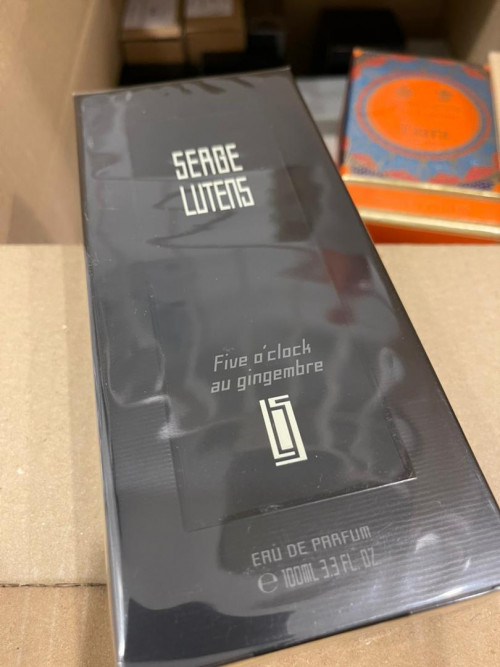 SERGE
LUTENS
Five o'clock
au gingembre
EAU DE PARFUM
e 100ML 3.3 FL. OZ